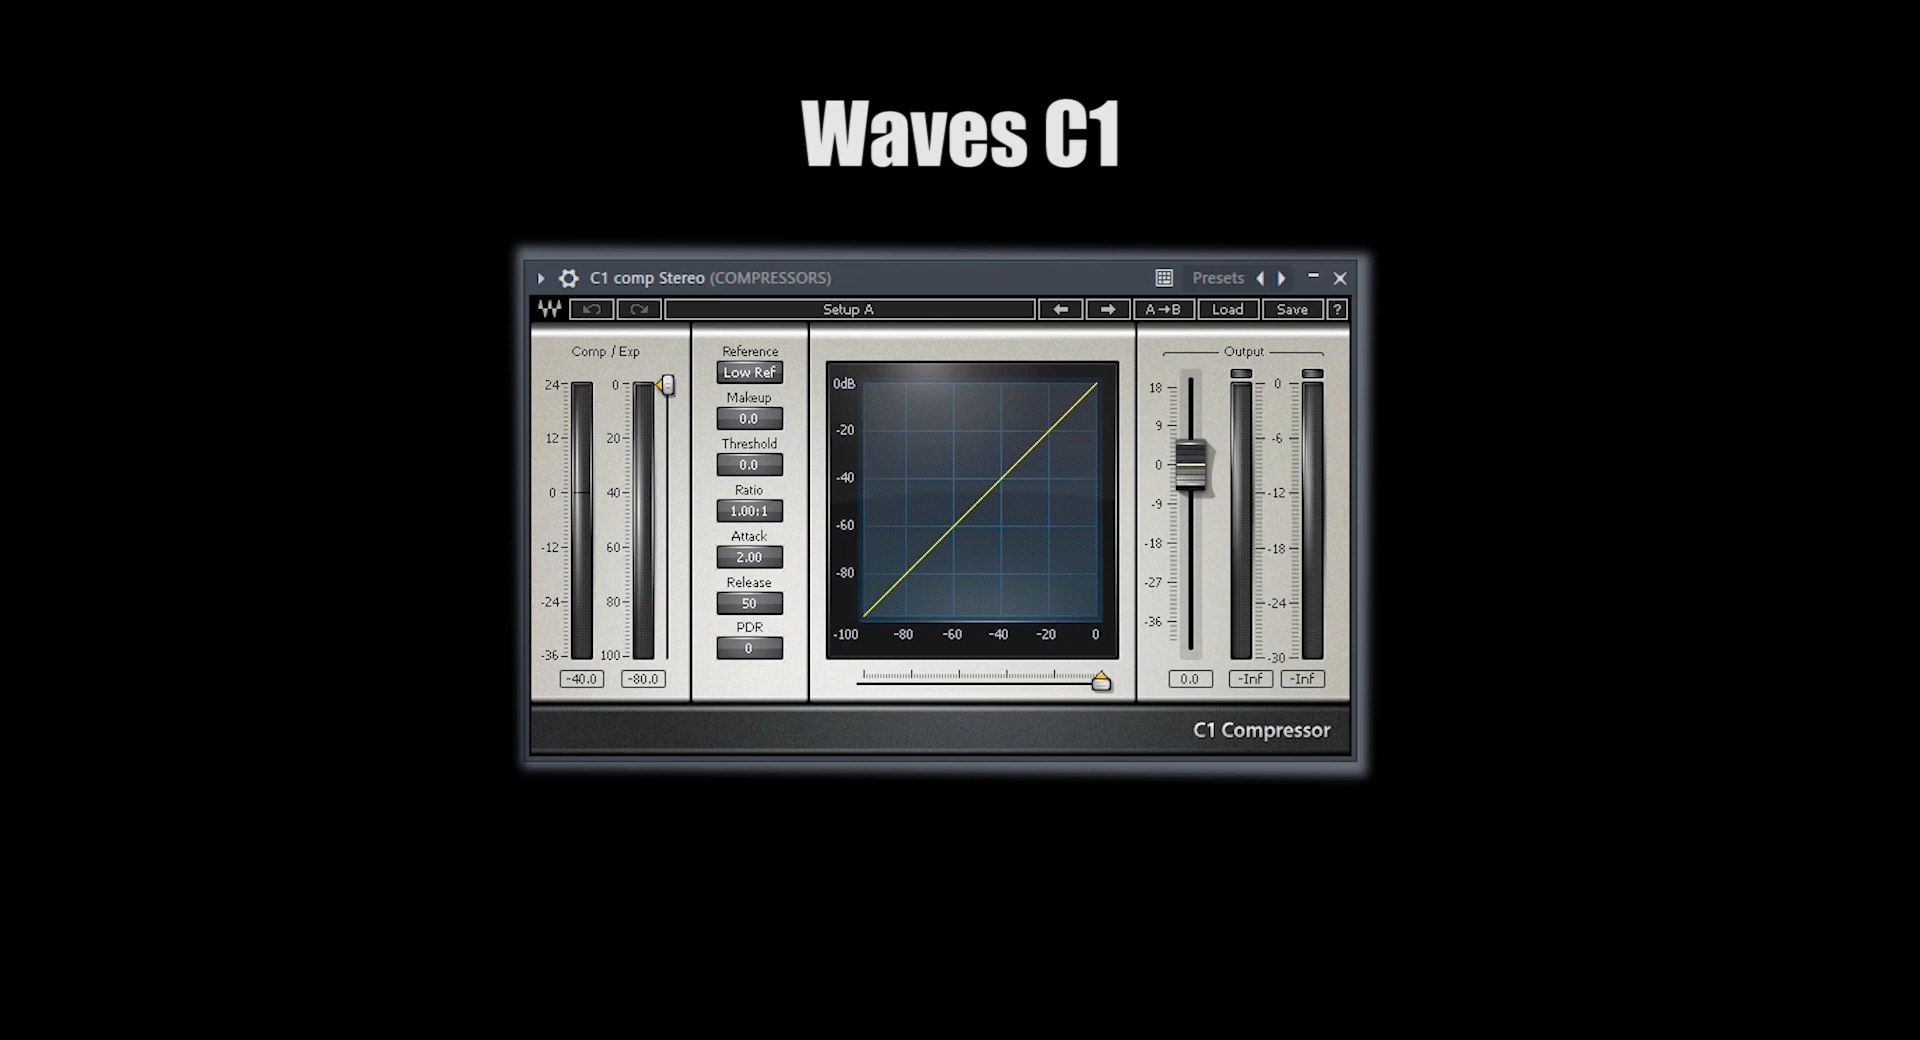 Waves C1
C1 comp Stereo (COMPRESSORS)
Presets
Setup A
A→B
Load
Save
?
Comp / Exp
24
12
0
-12
-24
-36
0
20
40
60
80
100
-40.0
-80.0
Reference
Low Ref
Makeup
0.0
Threshold
0.0
Ratio
1.00:1
Attack
2.00
Release
50
PDR
0
0dB
-20
-40
-60
-80
-100 -80 -60 -40 -20 0
Output
18
9
0
-9
-18
-27
-36
0
-6
-12
-18
-24
-30
0.0
-Inf
-Inf
C1 Compressor